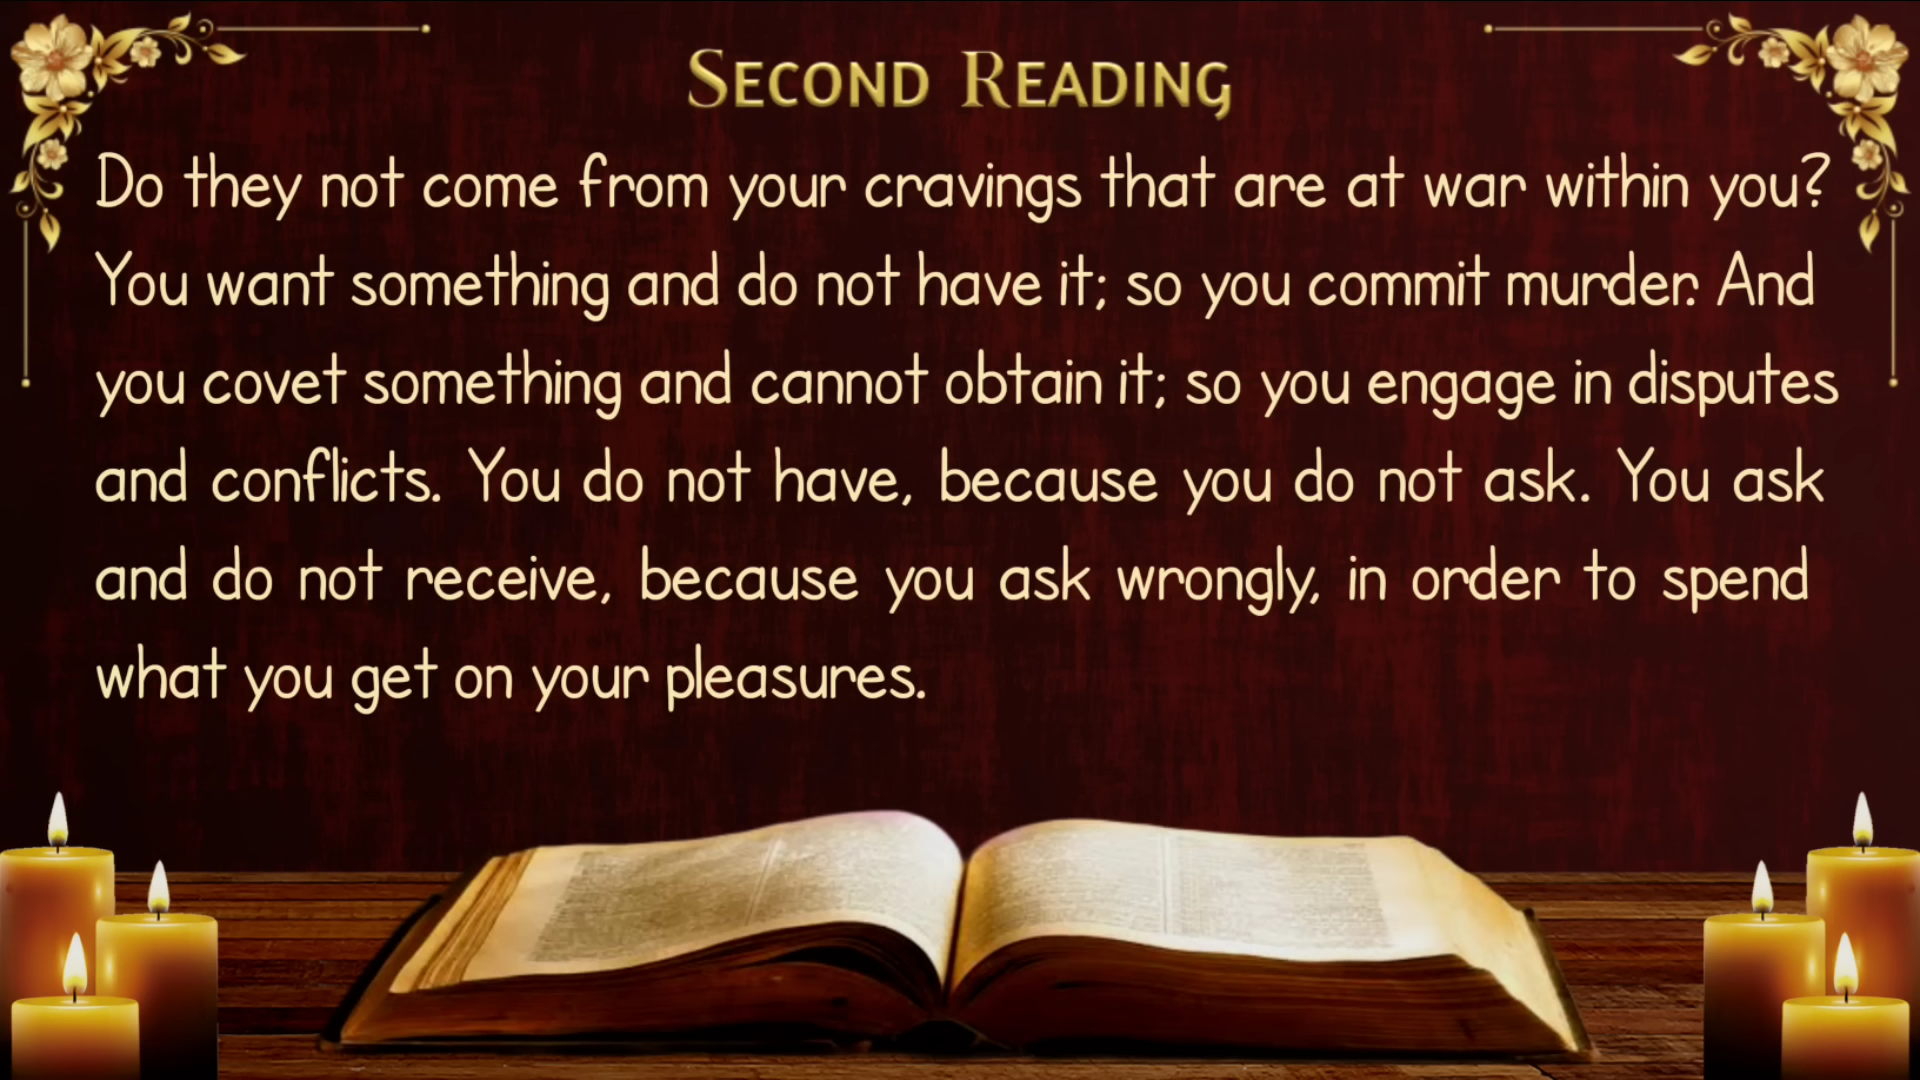 Second Reading
Do they not come from your cravings that are at war within you?
You want something and do not have it; so you commit murder. And
you covet something and cannot obtain it; so you engage in disputes
and conflicts. You do not have, because you do not ask. You ask
and do not receive, because you ask wrongly, in order to spend
what you get on your pleasures.